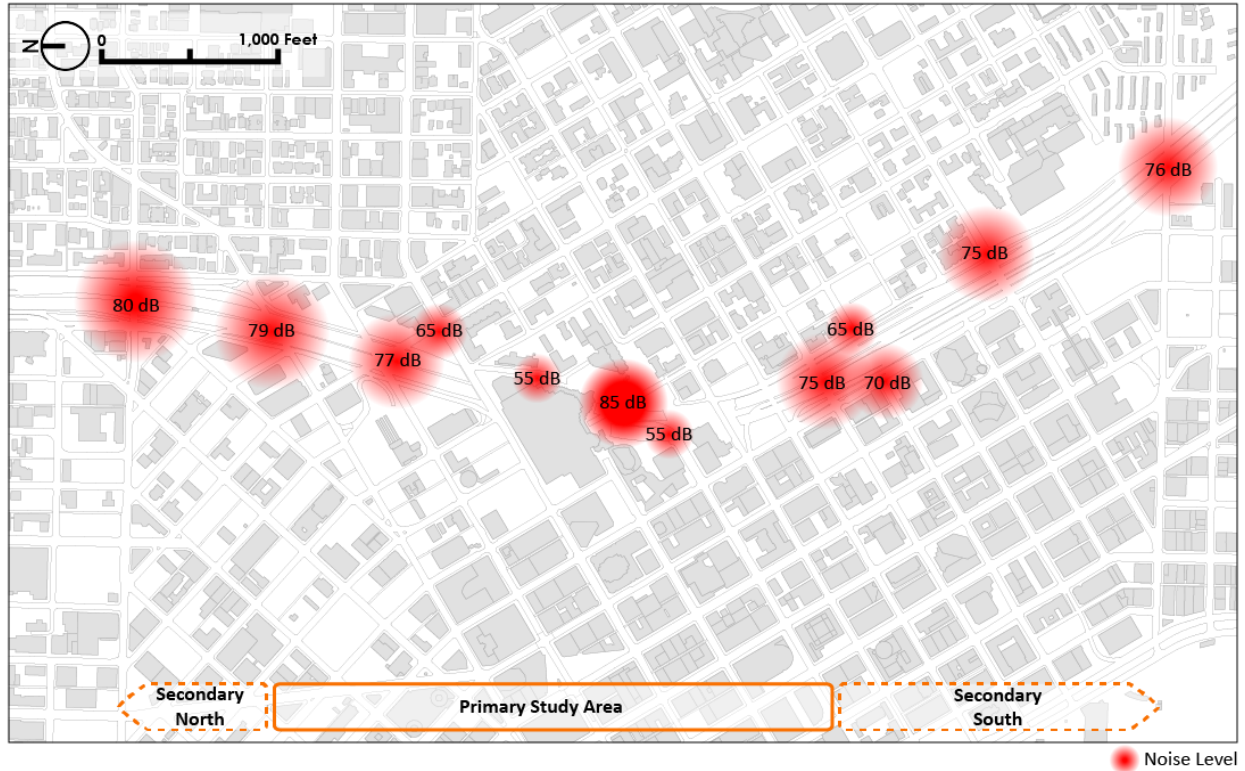 N
0
1,000 Feet
76 dB
75 dB
80 dB
79 dB
65 dB
65 dB
77 dB
55 dB
75 dB
70 dB
85 dB
55 dB
Secondary
North
Primary Study Area
Secondary
South
Noise Level